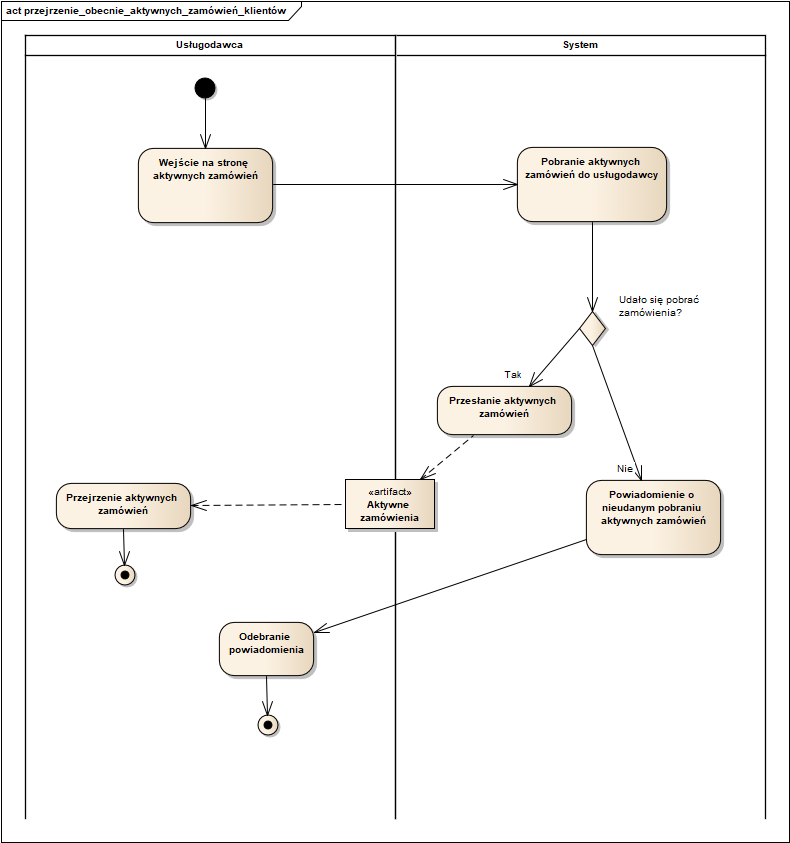 act przejrzenie_obecnie_aktywnych_zamówień_klientów
Usługodawca
System
Wejście na stronę
aktywnych zamówień
Pobranie aktywnych
zamówień do usługodawcy
Udało się pobrać
zamówienia?
Tak
Przesłanie aktywnych
zamówień
Nie
«artifact»
Aktywne
zamówienia
Przejrzenie aktywnych
zamówień
Powiadomienie o
nieudanym pobraniu
aktywnych zamówień
Odebranie
powiadomienia